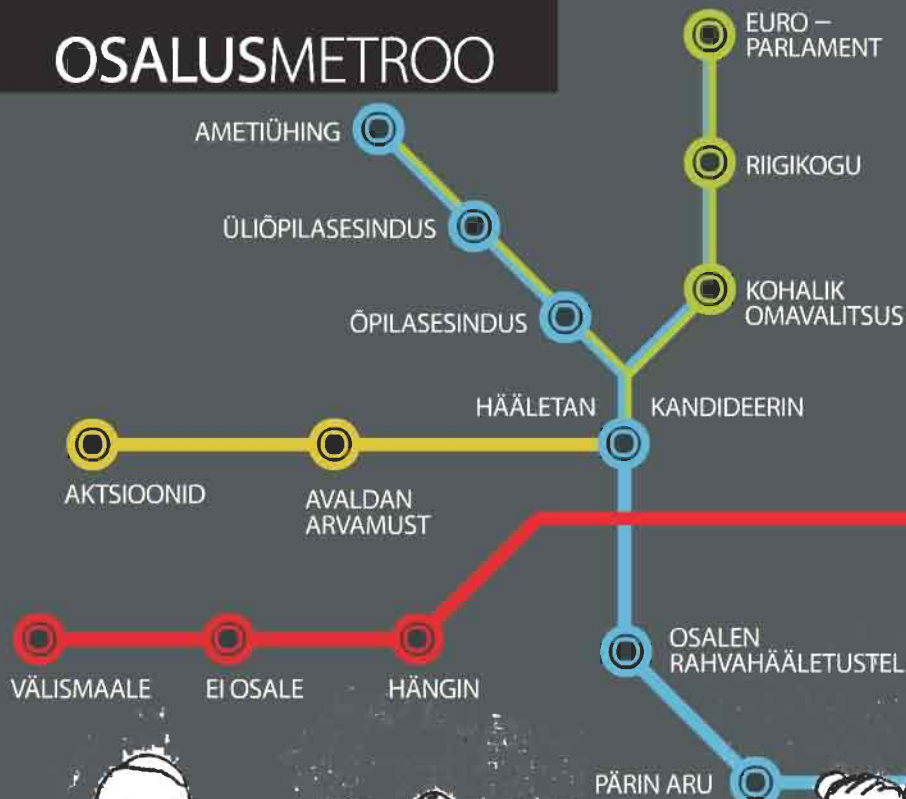 OSALUSMETROO
EURO –
PARLAMENT
AMETIÜHING
RIIGIKOGU
ÜLIÕPILASESINDUS
KOHALIK
OMAVALITSUS
ÕPILASESINDUS
HÄÄLETAN
KANDIDEERIN
AKTSIOONID
AVALDAN
ARVAMUST
OSALEN
RAHVAHÄÄLETUSTEL
VÄLISMAALE
EI OSALE
HÄNGIN
PÄRIN ARU